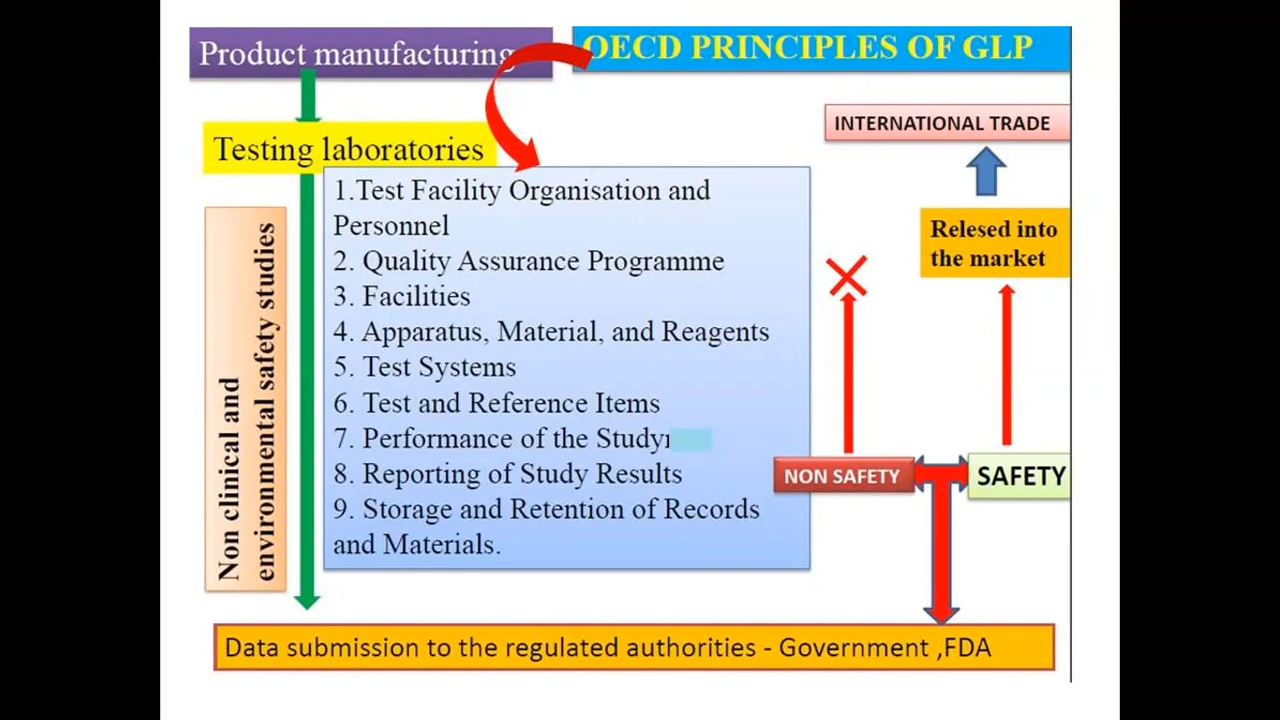 Product manufacturing
OECD PRINCIPLES OF GLP
INTERNATIONAL TRADE
Testing laboratories
1.Test Facility Organisation and
Personnel
2. Quality Assurance Programme
3. Facilities
4. Apparatus, Material, and Reagents
5. Test Systems
6. Test and Reference Items
7. Performance of the Study
8. Reporting of Study Results
9. Storage and Retention of Records
and Materials.
Non clinical and
environmental safety studies
Relesed into
the market
NON SAFETY
SAFETY
Data submission to the regulated authorities - Government ,FDA